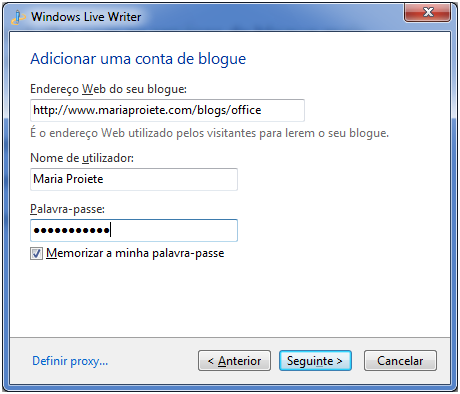 Windows Live Writer
Adicionar uma conta de blogue
Endereço Web do seu blogue:
http://www.mariaproiete.com/blogs/office
É o endereço Web utilizado pelos visitantes para lerem o seu blogue.
Nome de utilizador:
Maria Proiete
Palavra-passe:
●●●●●●●●●●●
Memorizar a minha palavra-passe
Definir proxy...
< Anterior
Seguinte >
Cancelar